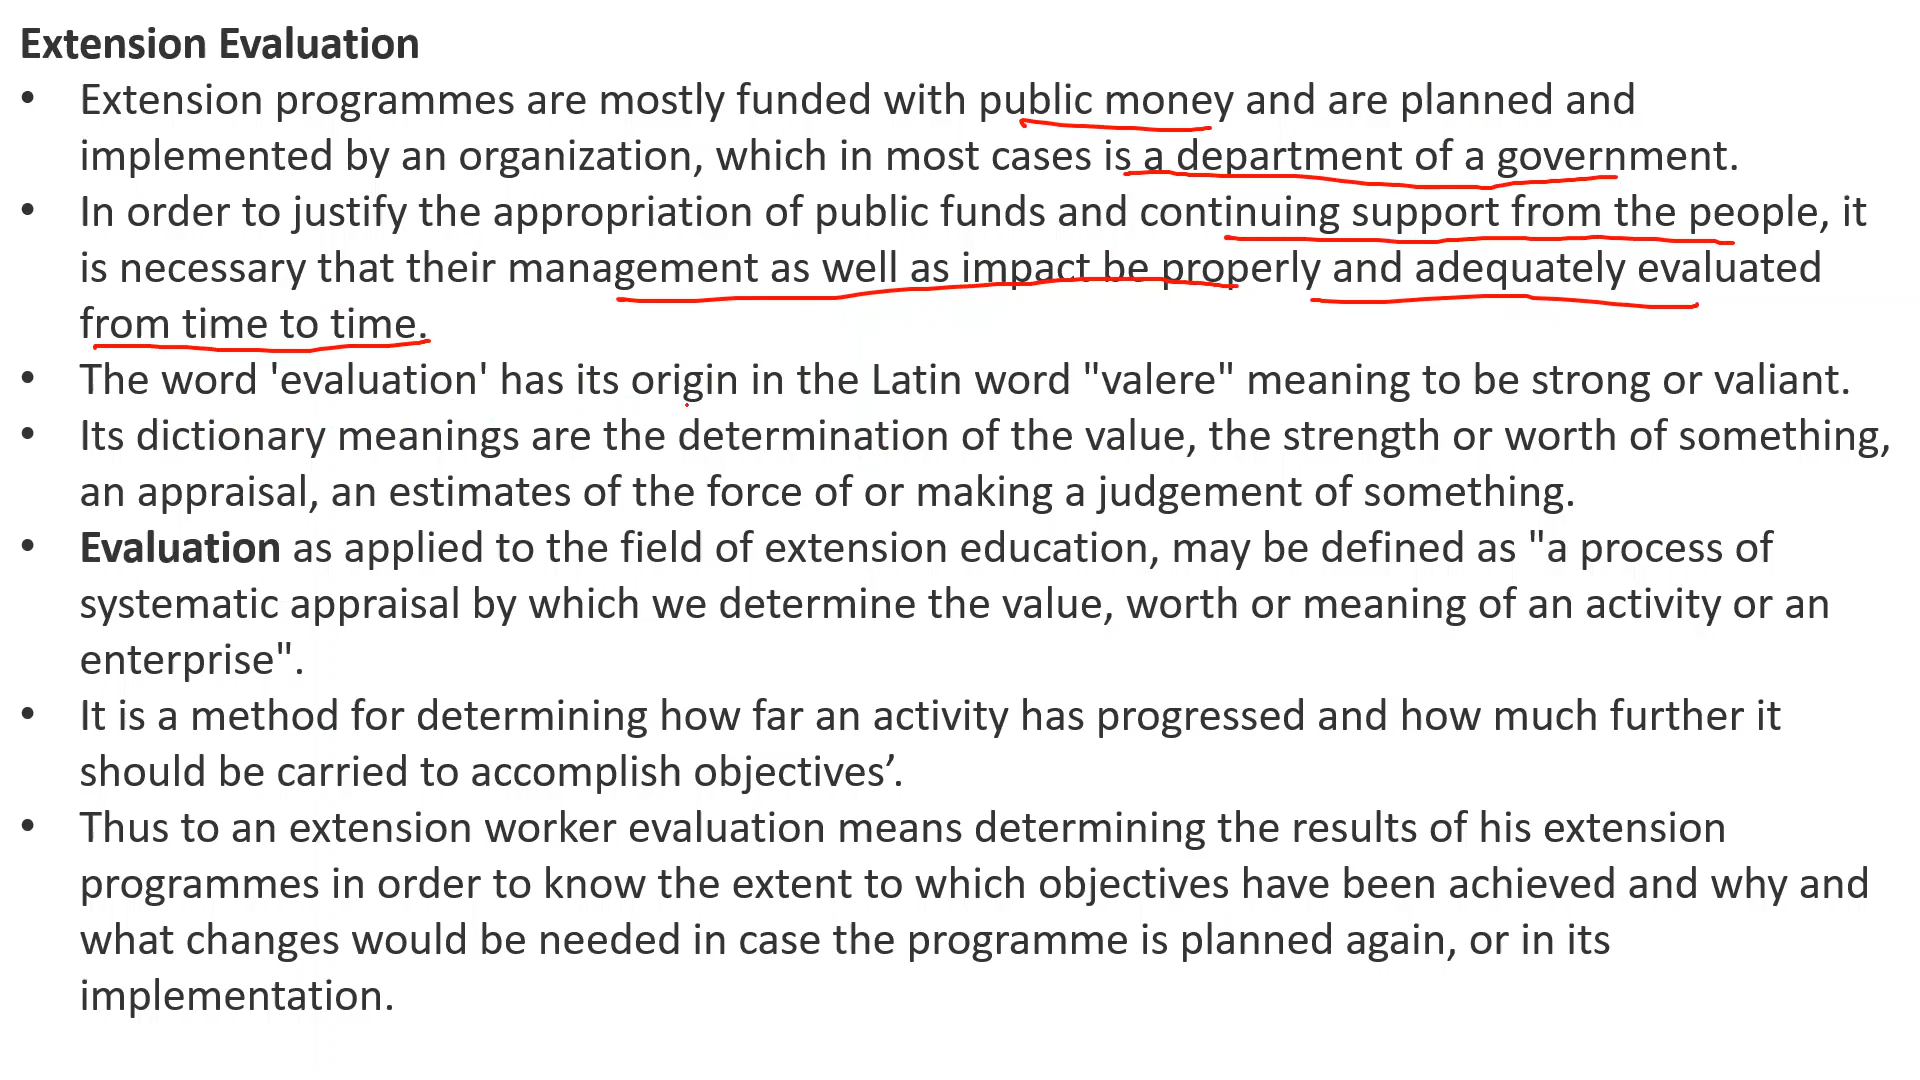 Extension Evaluation
• Extension programmes are mostly funded with public money and are planned and
implemented by an organization, which in most cases is a department of a government.
• In order to justify the appropriation of public funds and continuing support from the people, it
is necessary that their management as well as impact be properly and adequately evaluated
from time to time.
• The word 'evaluation' has its origin in the Latin word "valere" meaning to be strong or valiant.
• Its dictionary meanings are the determination of the value, the strength or worth of something,
an appraisal, an estimates of the force of or making a judgement of something.
• Evaluation as applied to the field of extension education, may be defined as "a process of
systematic appraisal by which we determine the value, worth or meaning of an activity or an
enterprise".
• It is a method for determining how far an activity has progressed and how much further it
should be carried to accomplish objectives’.
• Thus to an extension worker evaluation means determining the results of his extension
programmes in order to know the extent to which objectives have been achieved and why and
what changes would be needed in case the programme is planned again, or in its
implementation.